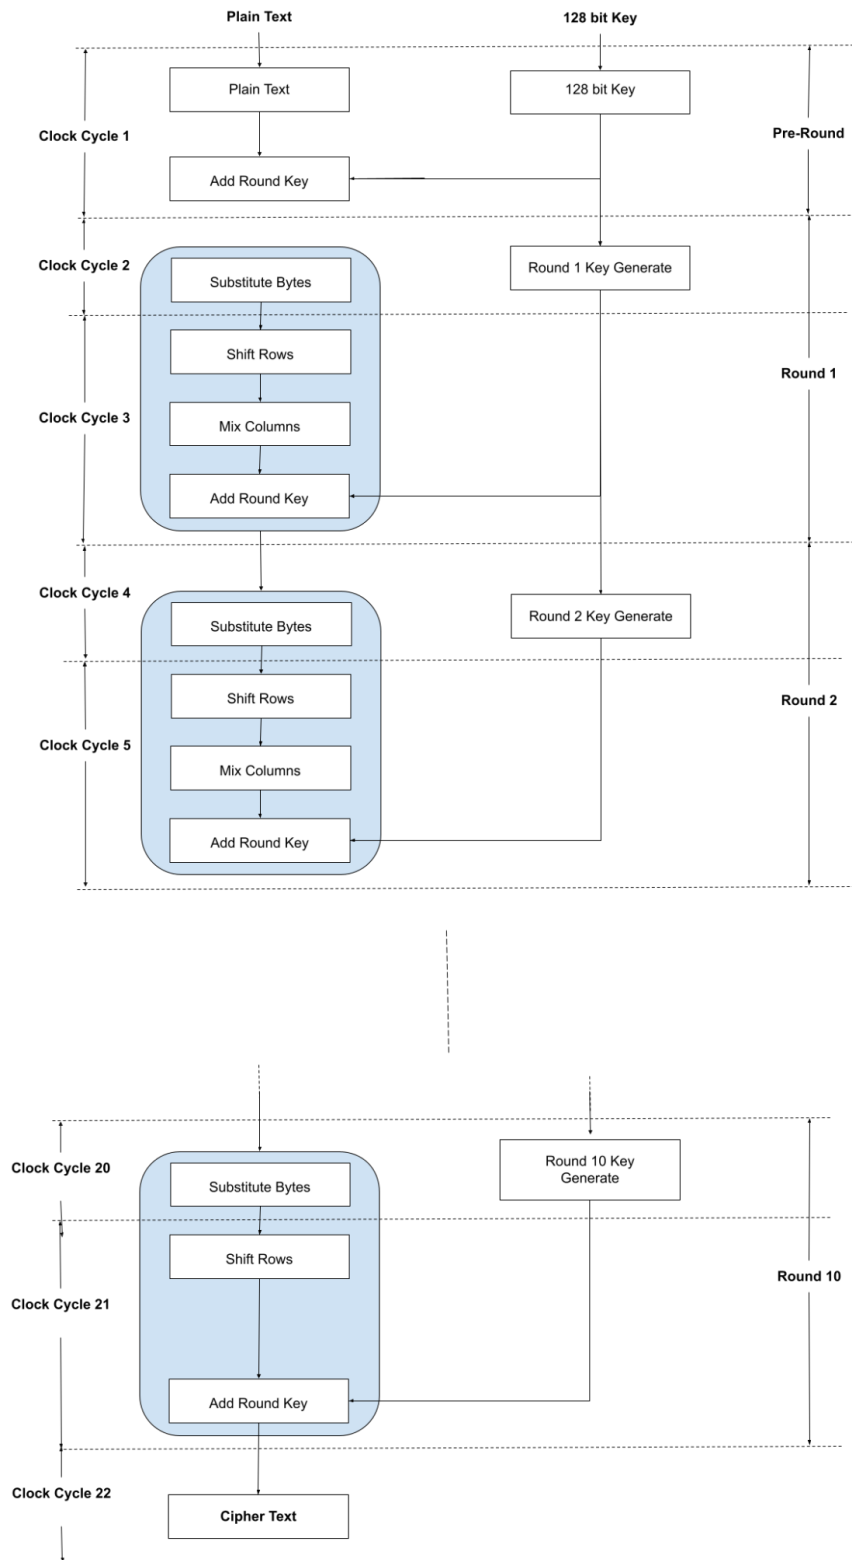 Plain Text
128 bit Key
Plain Text
128 bit Key
Clock Cycle 1
Pre-Round
Add Round Key
Clock Cycle 2
Substitute Bytes
Round 1 Key Generate
Shift Rows
Round 1
Clock Cycle 3
Mix Columns
Add Round Key
Clock Cycle 4
Substitute Bytes
Round 2 Key Generate
Shift Rows
Round 2
Clock Cycle 5
Mix Columns
Add Round Key
Clock Cycle 20
Substitute Bytes
Round 10 Key
Generate
Shift Rows
Round 10
Clock Cycle 21
Add Round Key
Clock Cycle 22
Cipher Text